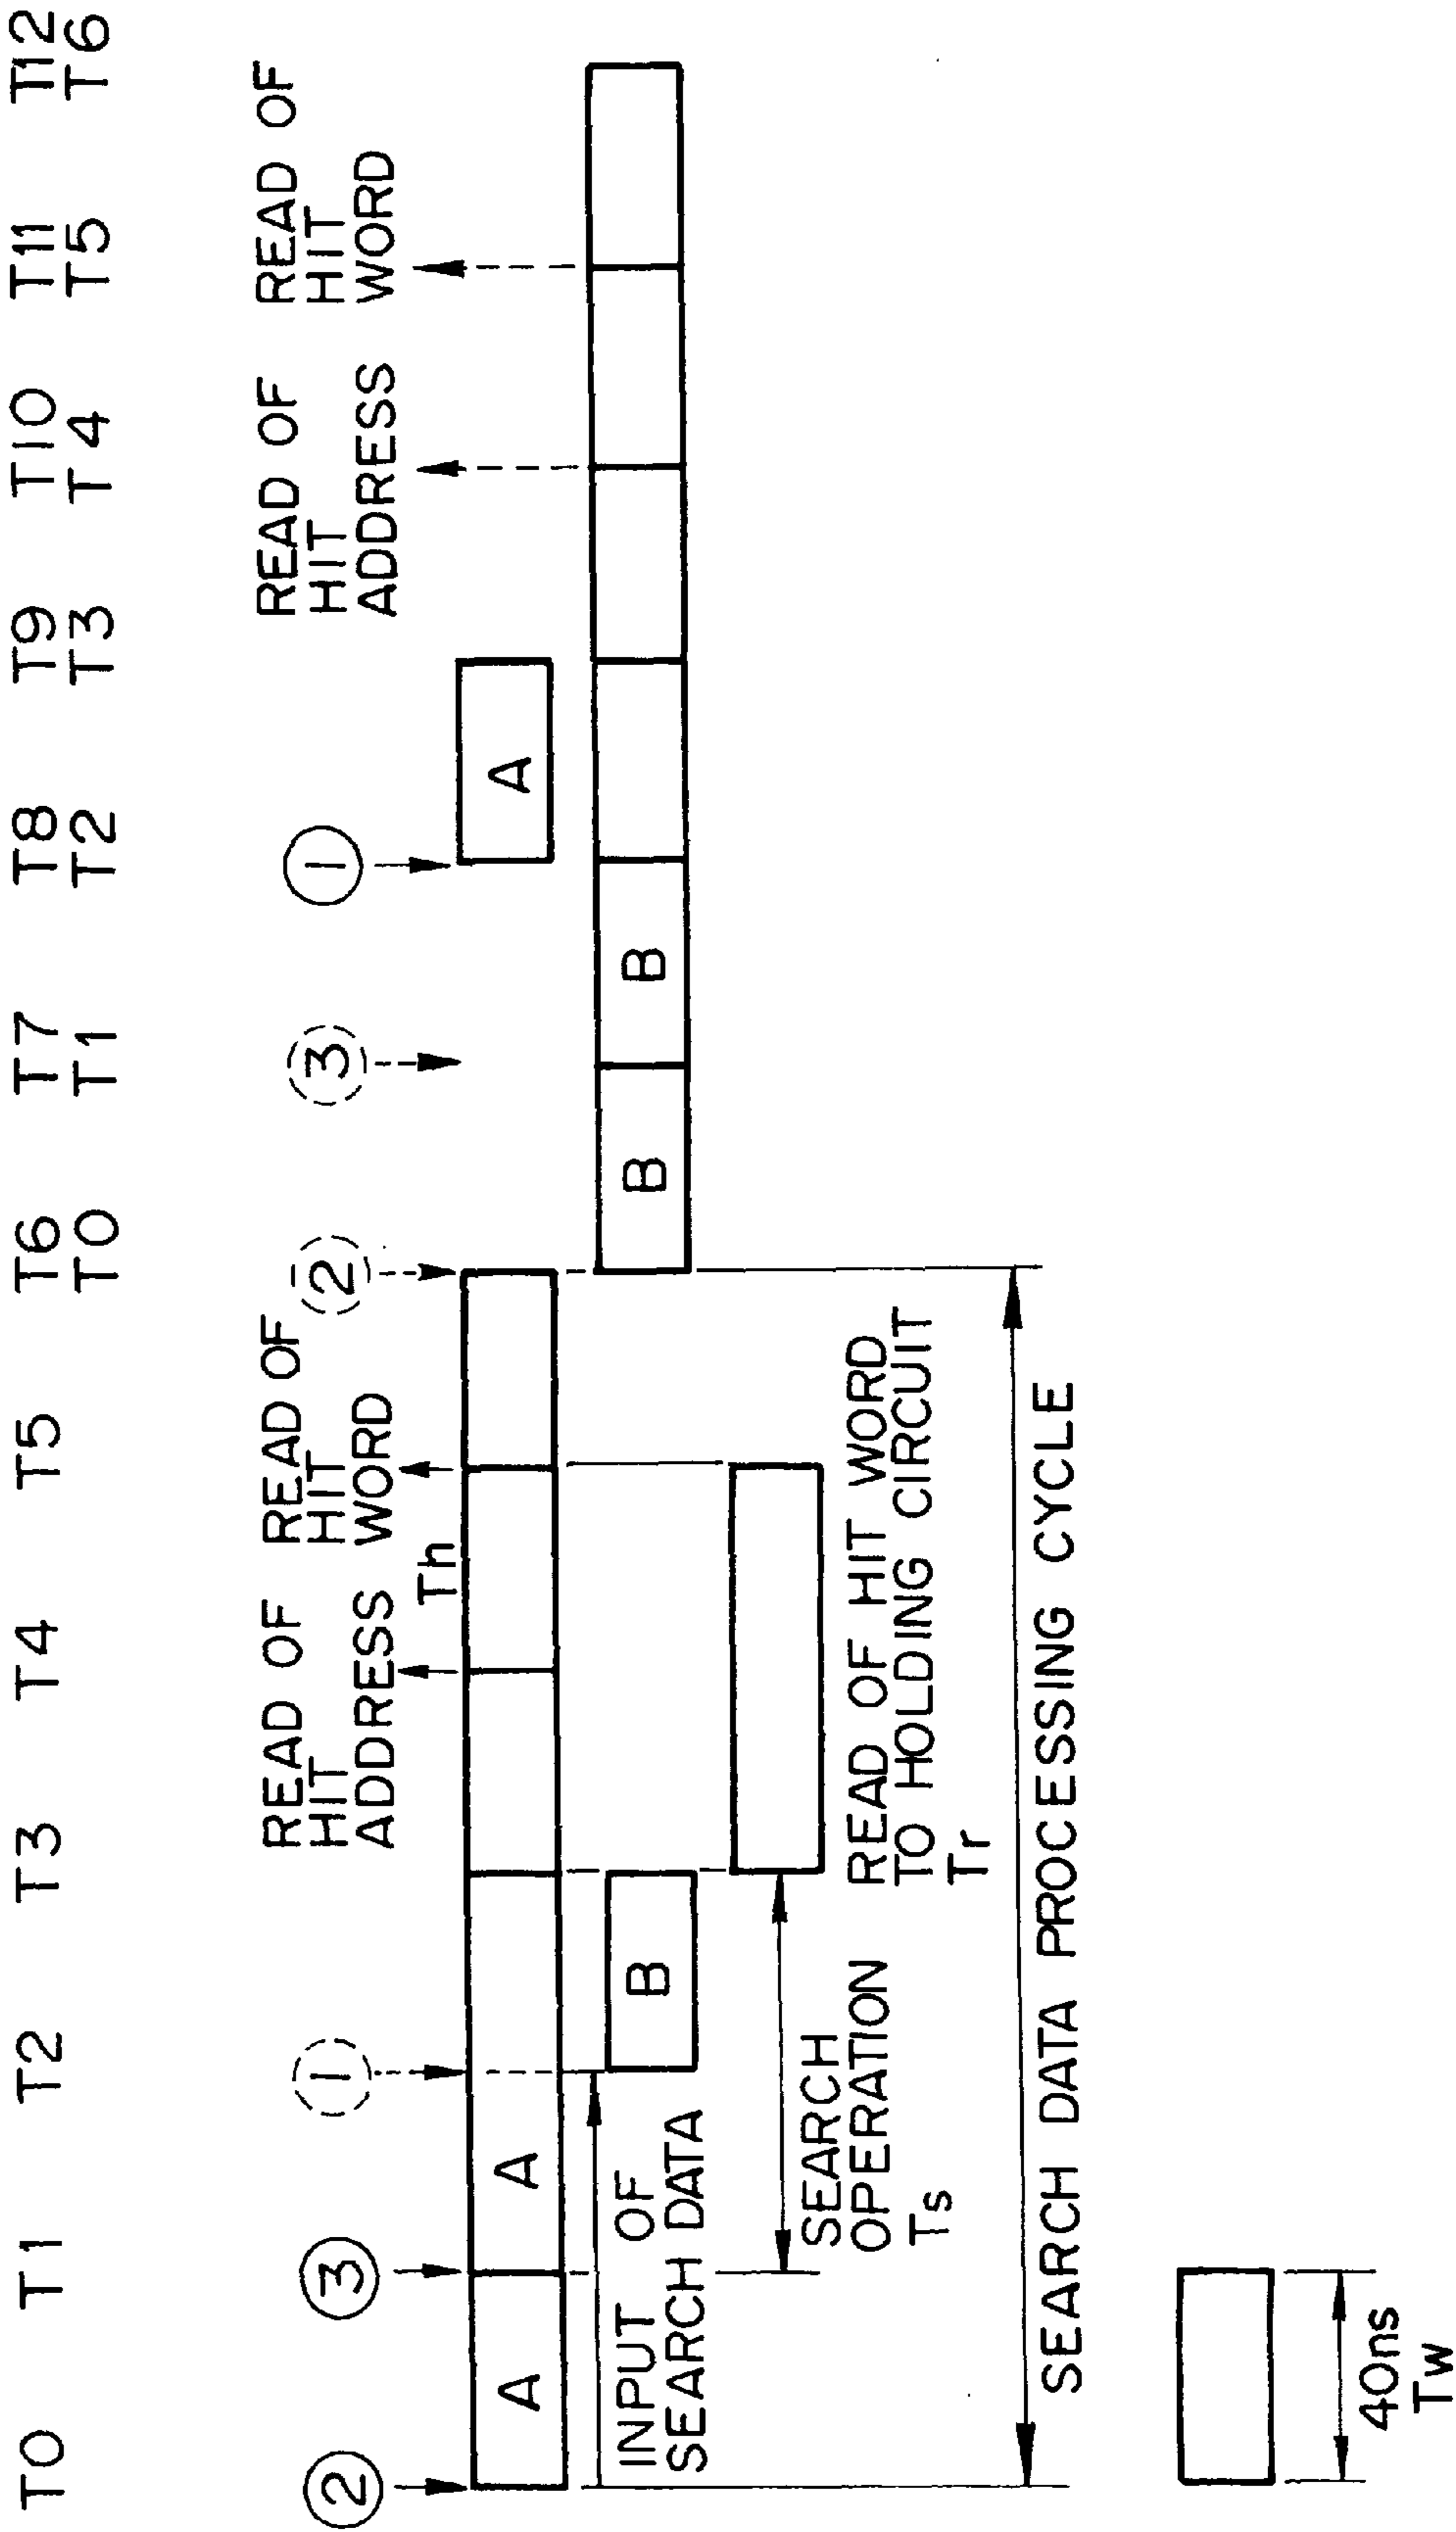 T0 T1 T2 T3 T4 T5 T6 T7 T8 T9 T10 T11 T12
T0 T1 T2 T3 T4 T5 T6
READ OF
HIT
ADDRESS
READ OF
HIT
WORD
READ OF
HIT
ADDRESS
READ OF
HIT
WORD
2 3 1 2 3 1
Th
A A A
B B B
INPUT OF
SEARCH DATA
SEARCH
OPERATION
Ts
READ OF HIT WORD
TO HOLDING CIRCUIT
Tr
SEARCH DATA PROCESSING CYCLE
40ns
Tw